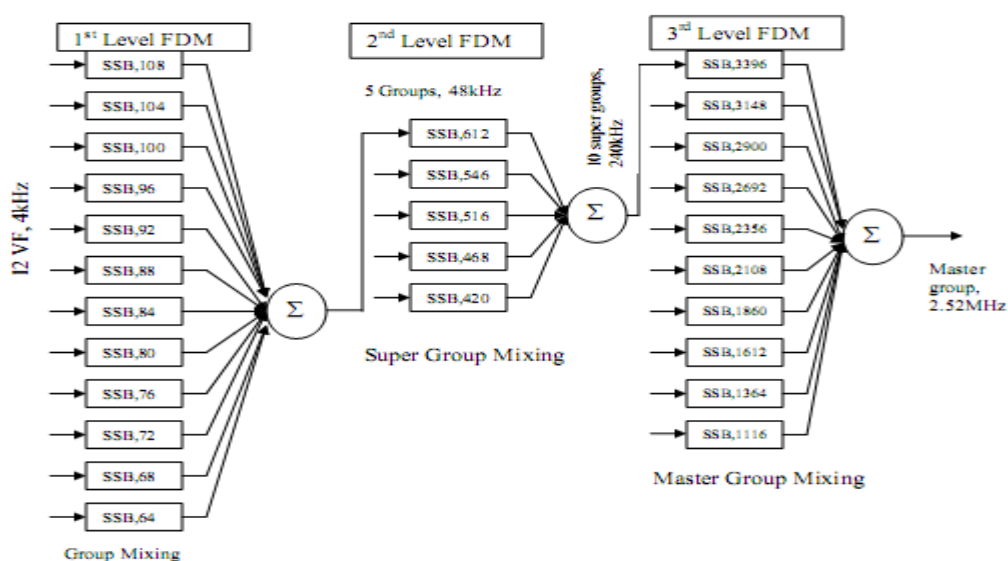 1st Level FDM
SSB,108
SSB,104
SSB,100
SSB,96
SSB,92
SSB,88
SSB,84
SSB,80
SSB,76
SSB,72
SSB,68
SSB,64
12 VF, 4kHz
Σ
Group Mixing
2nd Level FDM
5 Groups, 48kHz
SSB,612
SSB,546
SSB,516
SSB,468
SSB,420
Σ
Super Group Mixing
10 super groups,
240kHz
3rd Level FDM
SSB,3396
SSB,3148
SSB,2900
SSB,2692
SSB,2356
SSB,2108
SSB,1860
SSB,1612
SSB,1364
SSB,1116
Σ
Master
group,
2.52MHz
Master Group Mixing